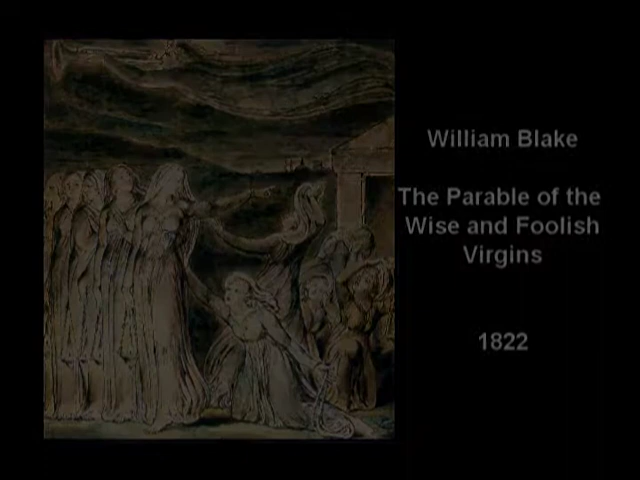 William Blake
The Parable of the
Wise and Foolish
Virgins
1822